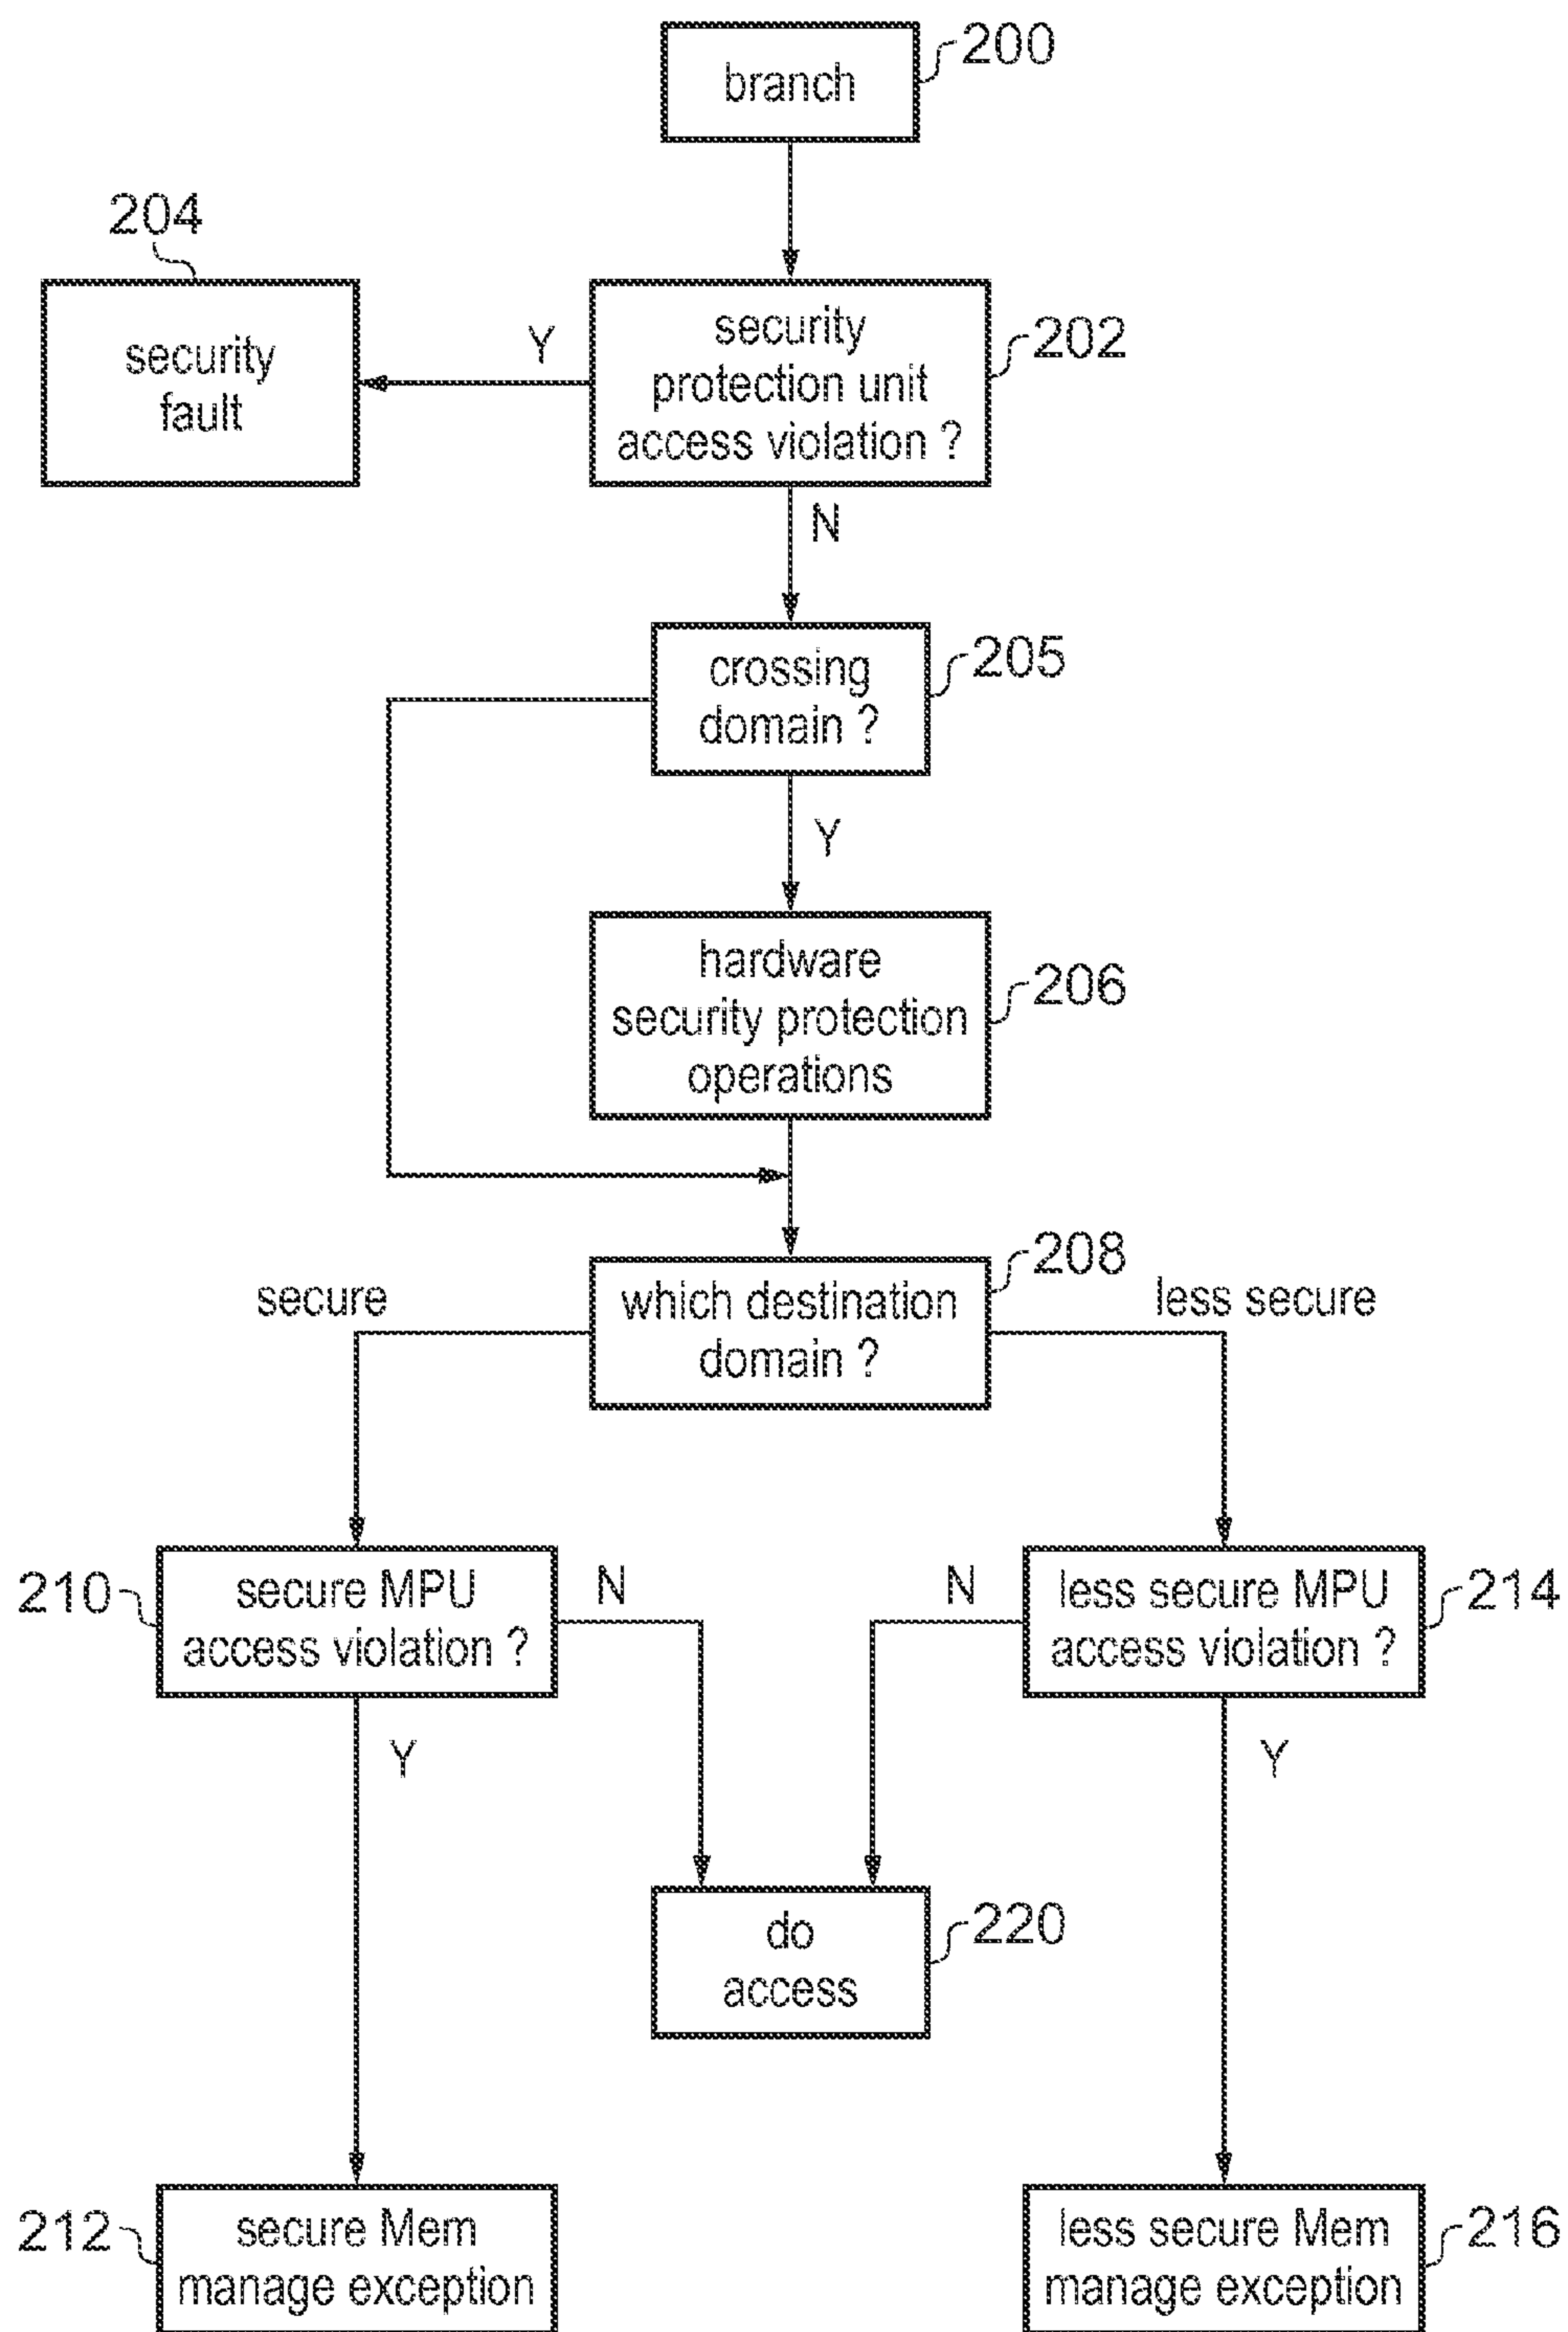 branch
200
204
security
fault
Y
security
protection unit
access violation ?
202
N
crossing
domain ?
205
Y
hardware
security protection
operations
206
secure
which destination
domain ?
208
less secure
210
secure MPU
access violation ?
N
N
less secure MPU
access violation ?
214
Y
Y
do
access
220
212
secure Mem
manage exception
less secure Mem
manage exception
216